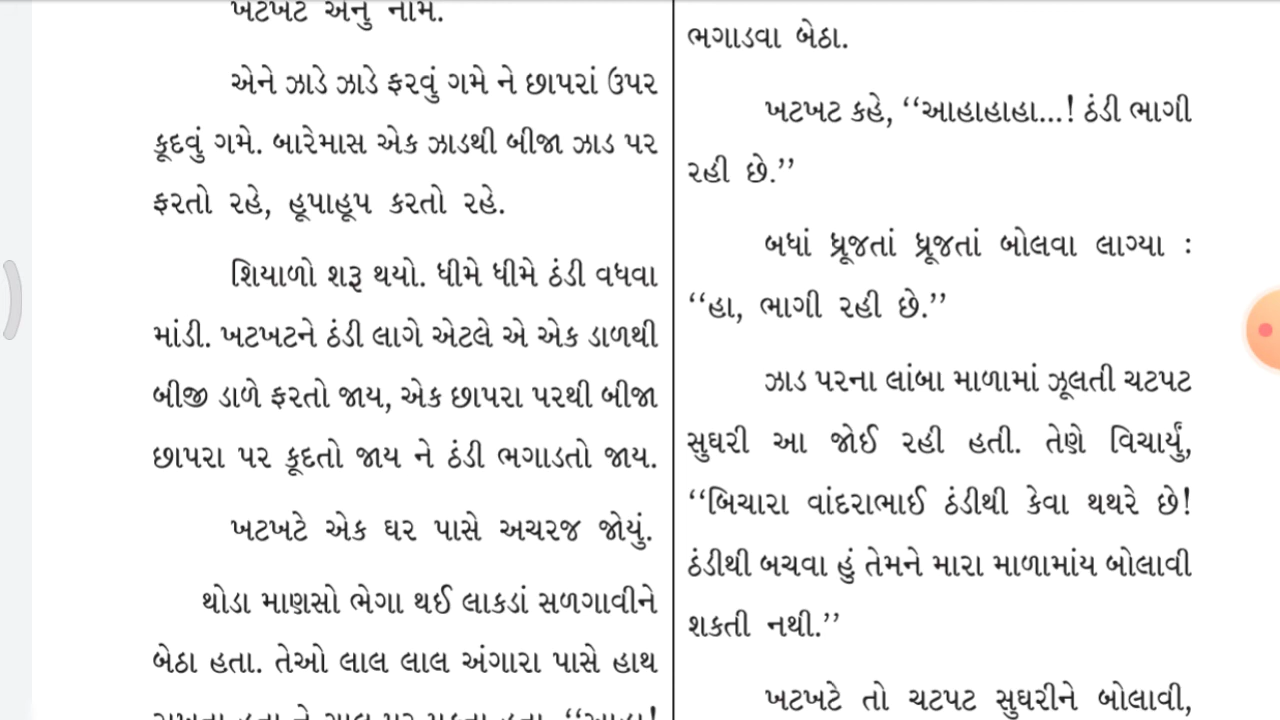 ખટખટ એનું નામ.
એને ઝાડે ઝાડે ફરવું ગમે ને છાપરાં ઉપર
કૂદવું ગમે. બારેમાસ એક ઝાડથી બીજા ઝાડ પર
ફરતો રહે, હૂપાહૂપ કરતો રહે.
શિયાળો શરૂ થયો. ધીમે ધીમે ઠંડી વધવા
માંડી. ખટખટને ઠંડી લાગે એટલે એ એક ડાળથી
બીજી ડાળે ફરતો જાય, એક છાપરા પરથી બીજા
છાપરા પર કૂદતો જાય ને ઠંડી ભગાડતો જાય.
ખટખટે એક ઘર પાસે અચરજ જોયું.
થોડા માણસો ભેગા થઈ લાકડાં સળગાવીને
બેઠા હતા. તેઓ લાલ લાલ અંગારા પાસે હાથ
ભગાડવા બેઠા.
ખટખટ કહે, “આહાહાહા...! ઠંડી ભાગી
રહી છે.”
બધાં ધ્રૂજતાં ધ્રૂજતાં બોલવા લાગ્યા :
“હા, ભાગી રહી છે.”
ઝાડ પરના લાંબા માળામાં ઝૂલતી ચટપટ
સુઘરી આ જોઈ રહી હતી. તેણે વિચાર્યું,
“બિચારા વાંદરાભાઈ ઠંડીથી કેવા થથરે છે!
ઠંડીથી બચવા હું તેમને મારા માળામાંય બોલાવી
શકતી નથી.”
ખટખટે તો ચટપટ સુઘરીને બોલાવી,